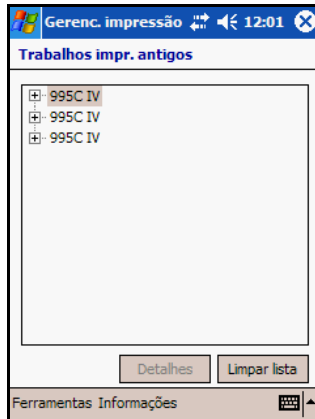 Gerenc. impressão 12:01
Trabalhos impr. antigos
995C IV
995C IV
995C IV
Detalhes Limpar lista
Ferramentas Informações